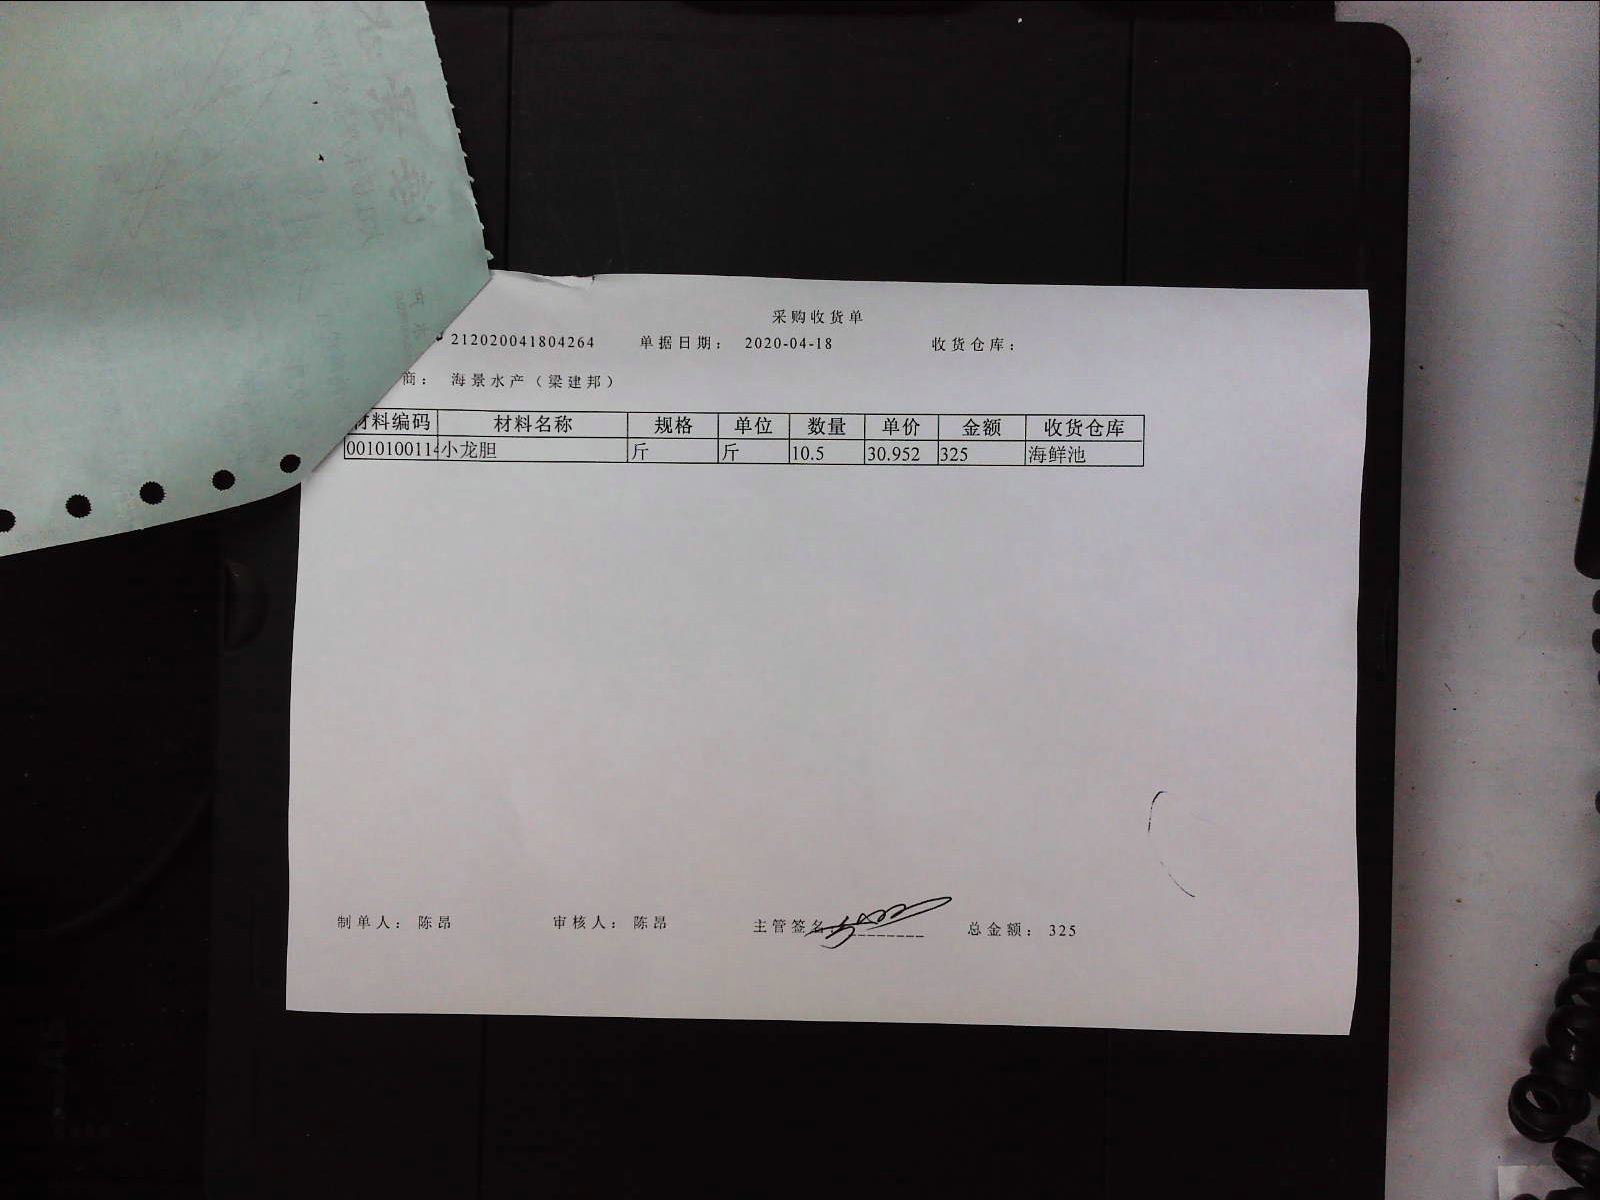 采购收货单
212020041804264 单据日期： 2020-04-18 收货仓库：
商： 海景水产（梁建邦）
材料编码 材料名称 规格 单位 数量 单价 金额 收货仓库
0010100114 小龙胆 斤 斤 10.5 30.952 325 海鲜池
制单人： 陈昂 审核人： 陈昂 主管签名： 总金额： 325